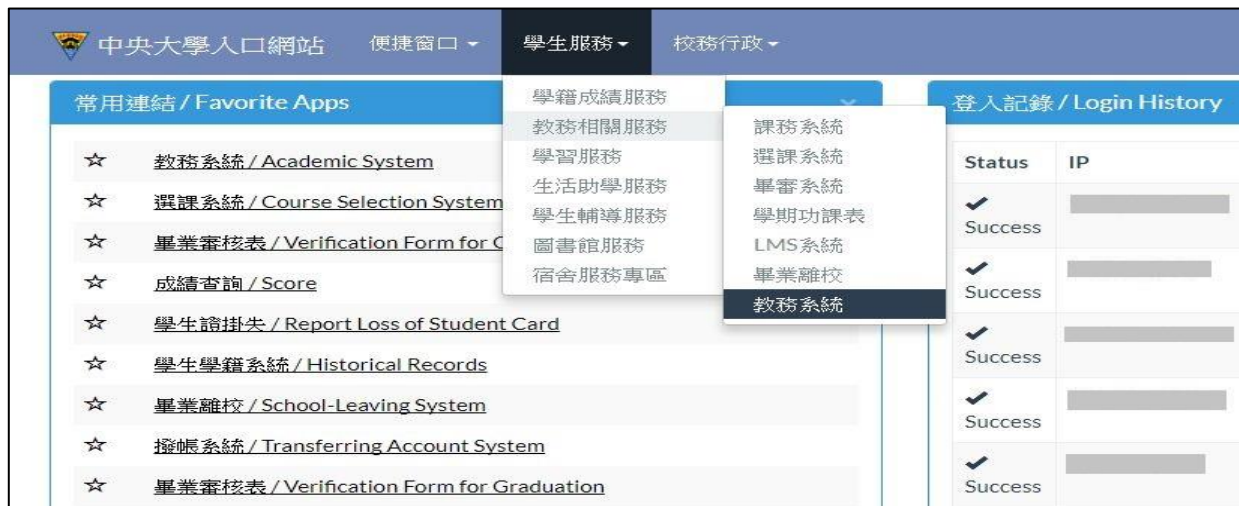 中央大學入口網站 便捷窗口 學生服務 校務行政
常用連結 / Favorite Apps
☆ 教務系統 / Academic System
☆ 選課系統 / Course Selection System
☆ 畢業審核表 / Verification Form for
☆ 成績查詢 / Score
☆ 學生證掛失 / Report Loss of Student Card
☆ 學生學籍系統 / Historical Records
☆ 畢業離校 / School-Leaving System
☆ 撥帳系統 / Transferring Account System
☆ 畢業審核表 / Verification Form for Graduation
學籍成績服務
教務相關服務
學習服務
生活助學服務
學生輔導服務
圖書館服務
宿舍服務專區
課務系統
選課系統
畢審系統
學期功課表
LMS系統
畢業離校
教務系統
登入記錄 / Login History
Status IP
✔ Success
✔ Success
✔ Success
✔ Success
✔ Success